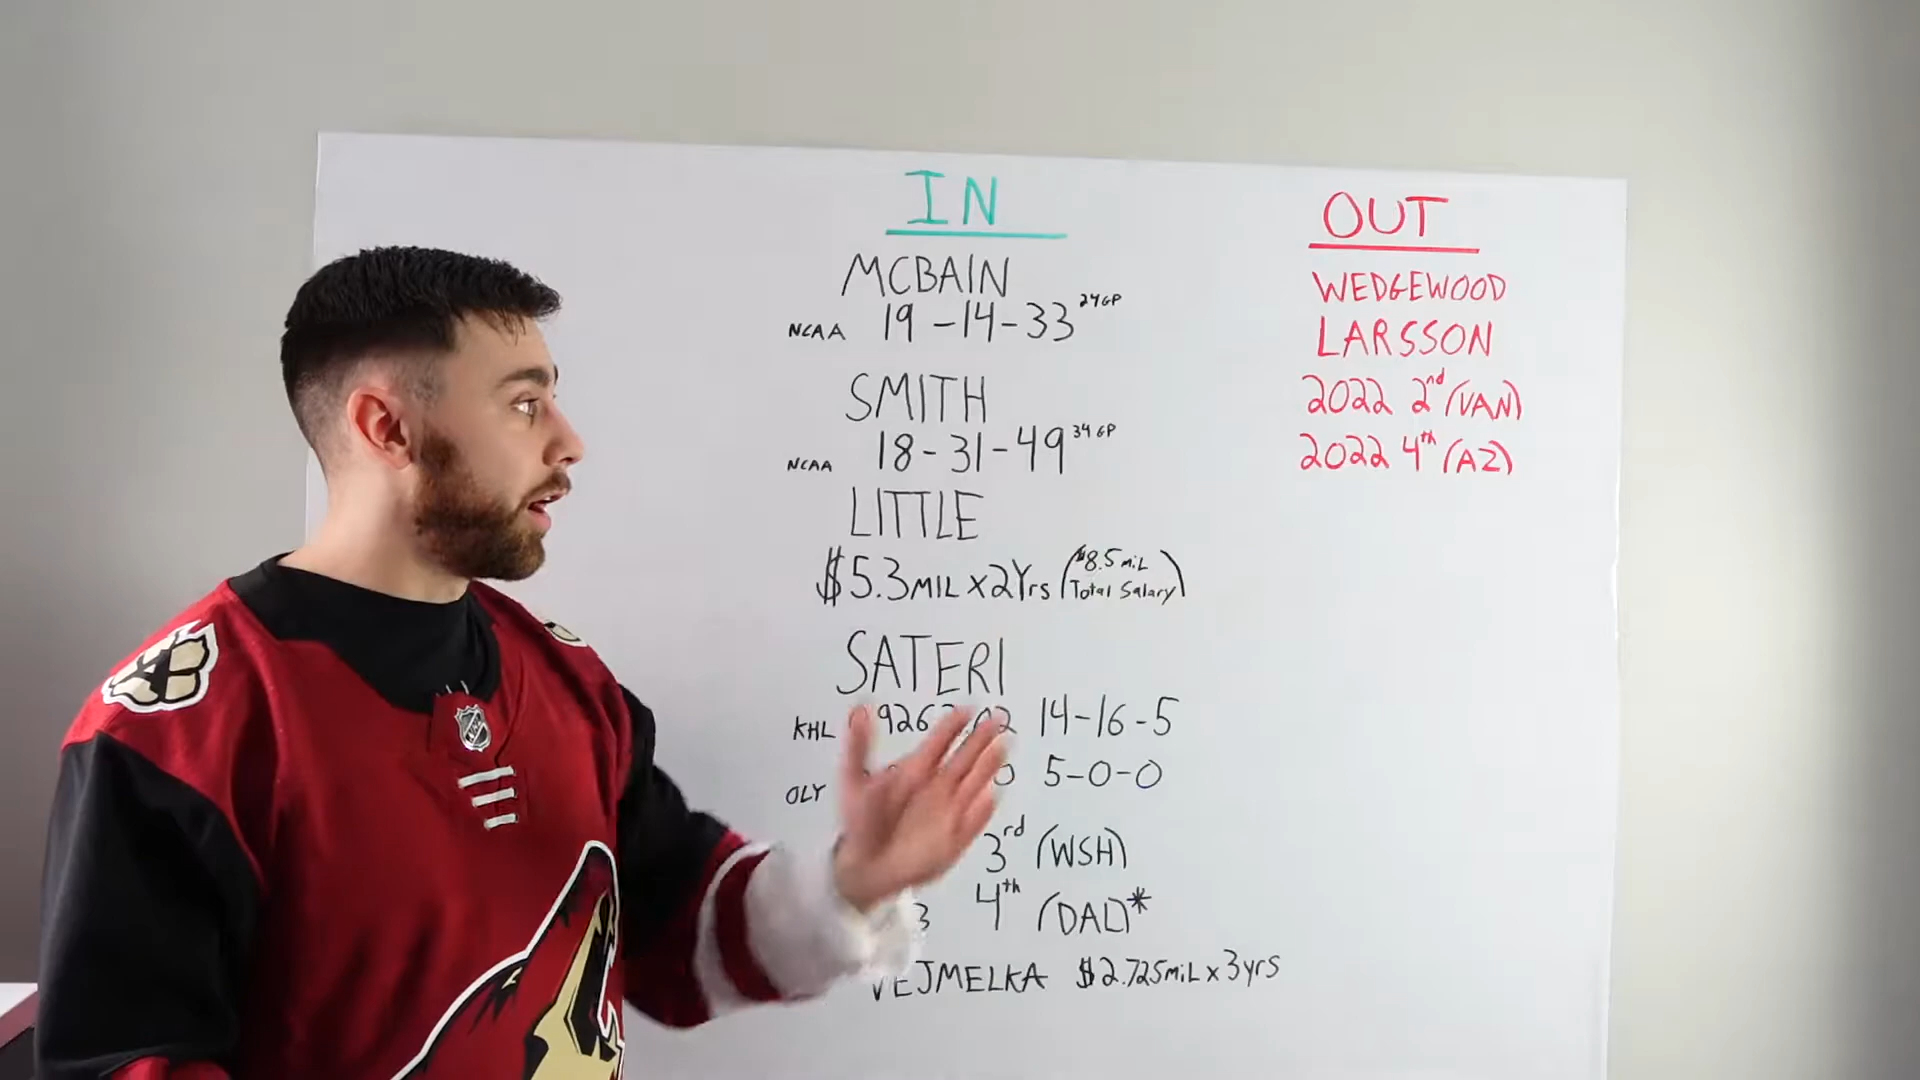 IN
MCBAIN
NCAA 19-14-33 24GP
SMITH
NCAA 18-31-49 34GP
LITTLE
$5.3MIL x 2Yrs ($8.5 MIL Total Salary)
SATERI
KHL 14-16-5
OLY 5-0-0
3rd (WSH)
4th (DAL)*
VEJMELKA $2.725MIL x 3yrs
OUT
WEDGEWOOD
LARSSON
2022 2nd (VAN)
2022 4th (AZ)
NHL